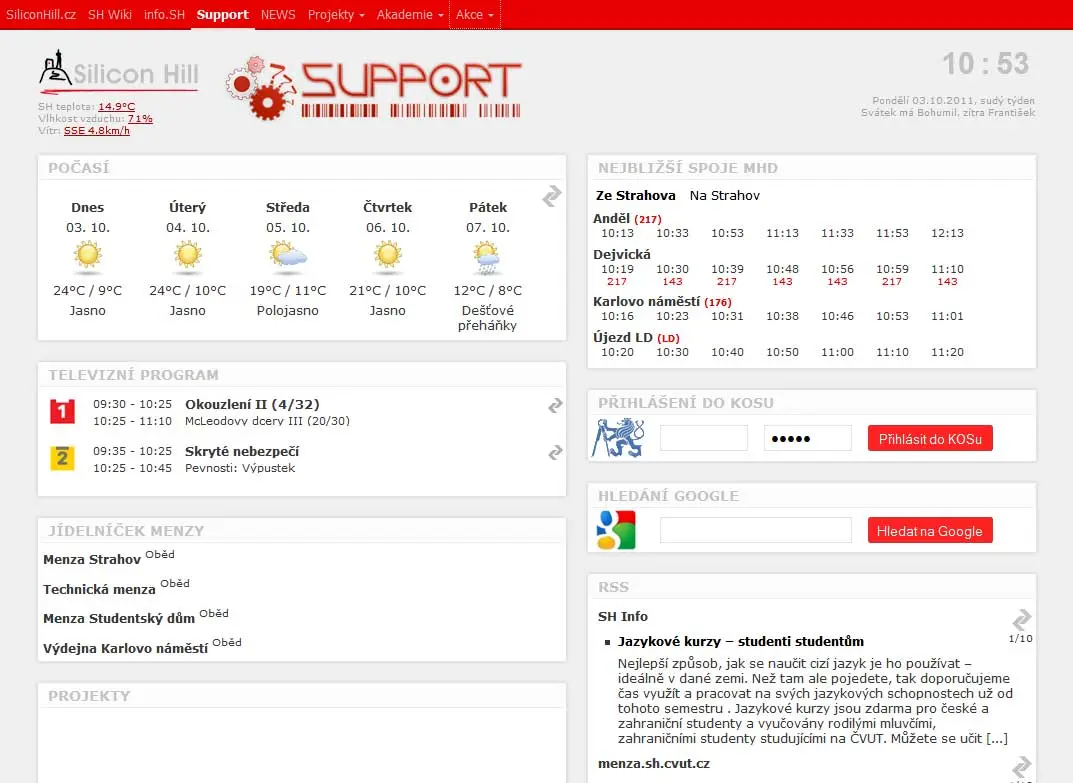 SiliconHill.cz SH Wiki info.SH Support NEWS Projekty Akademie Akce
Silicon Hill
SUPPORT
10 : 53
SH teplota: 14.9°C
Vlhkost vzduchu: 71%
Vítr: SSE 4.8km/h
Pondělí 03.10.2011, sudý týden
Svátek má Bohumil, zítra František
POČASÍ
Dnes Úterý Středa Čtvrtek Pátek
03. 10. 04. 10. 05. 10. 06. 10. 07. 10.
24°C / 9°C 24°C / 10°C 19°C / 11°C 21°C / 10°C 12°C / 8°C
Jasno Jasno Polojasno Jasno Dešťové
přeháňky
TELEVIZNÍ PROGRAM
1
09:30 - 10:25 Okouzlení II (4/32)
10:25 - 11:10 McLeodovy dcery III (20/30)
2
09:35 - 10:25 Skryté nebezpečí
10:25 - 10:45 Pevnosti: Výpustek
JÍDELNÍČEK MENZY
Menza Strahov Oběd
Technická menza Oběd
Menza Studentský dům Oběd
Výdejna Karlovo náměstí Oběd
PROJEKTY
NEJBLIŽŠÍ SPOJE MHD
Ze Strahova Na Strahov
Anděl (217)
10:13 10:33 10:53 11:13 11:33 11:53 12:13
Dejvická
10:19 10:30 10:39 10:48 10:56 10:59 11:10
217 143 217 143 143 217 143
Karlovo náměstí (176)
10:16 10:23 10:31 10:38 10:46 10:53 11:01
Újezd LD (LD)
10:20 10:30 10:40 10:50 11:00 11:10 11:20
PŘIHLÁŠENÍ DO KOSU
Přihlásit do KOSu
HLEDÁNÍ GOOGLE
Hledat na Google
RSS
SH Info
1/10
Jazykové kurzy – studenti studentům
Nejlepší způsob, jak se naučit cizí jazyk je ho používat –
ideálně v dané zemi. Než tam ale pojedete, tak doporučujeme
čas využít a pracovat na svých jazykových schopnostech už od
tohoto semestru . Jazykové kurzy jsou zdarma pro české a
zahraniční studenty a vyučovány rodilými mluvčími,
zahraničními studenty studujícími na ČVUT. Můžete se učit [...]
menza.sh.cvut.cz